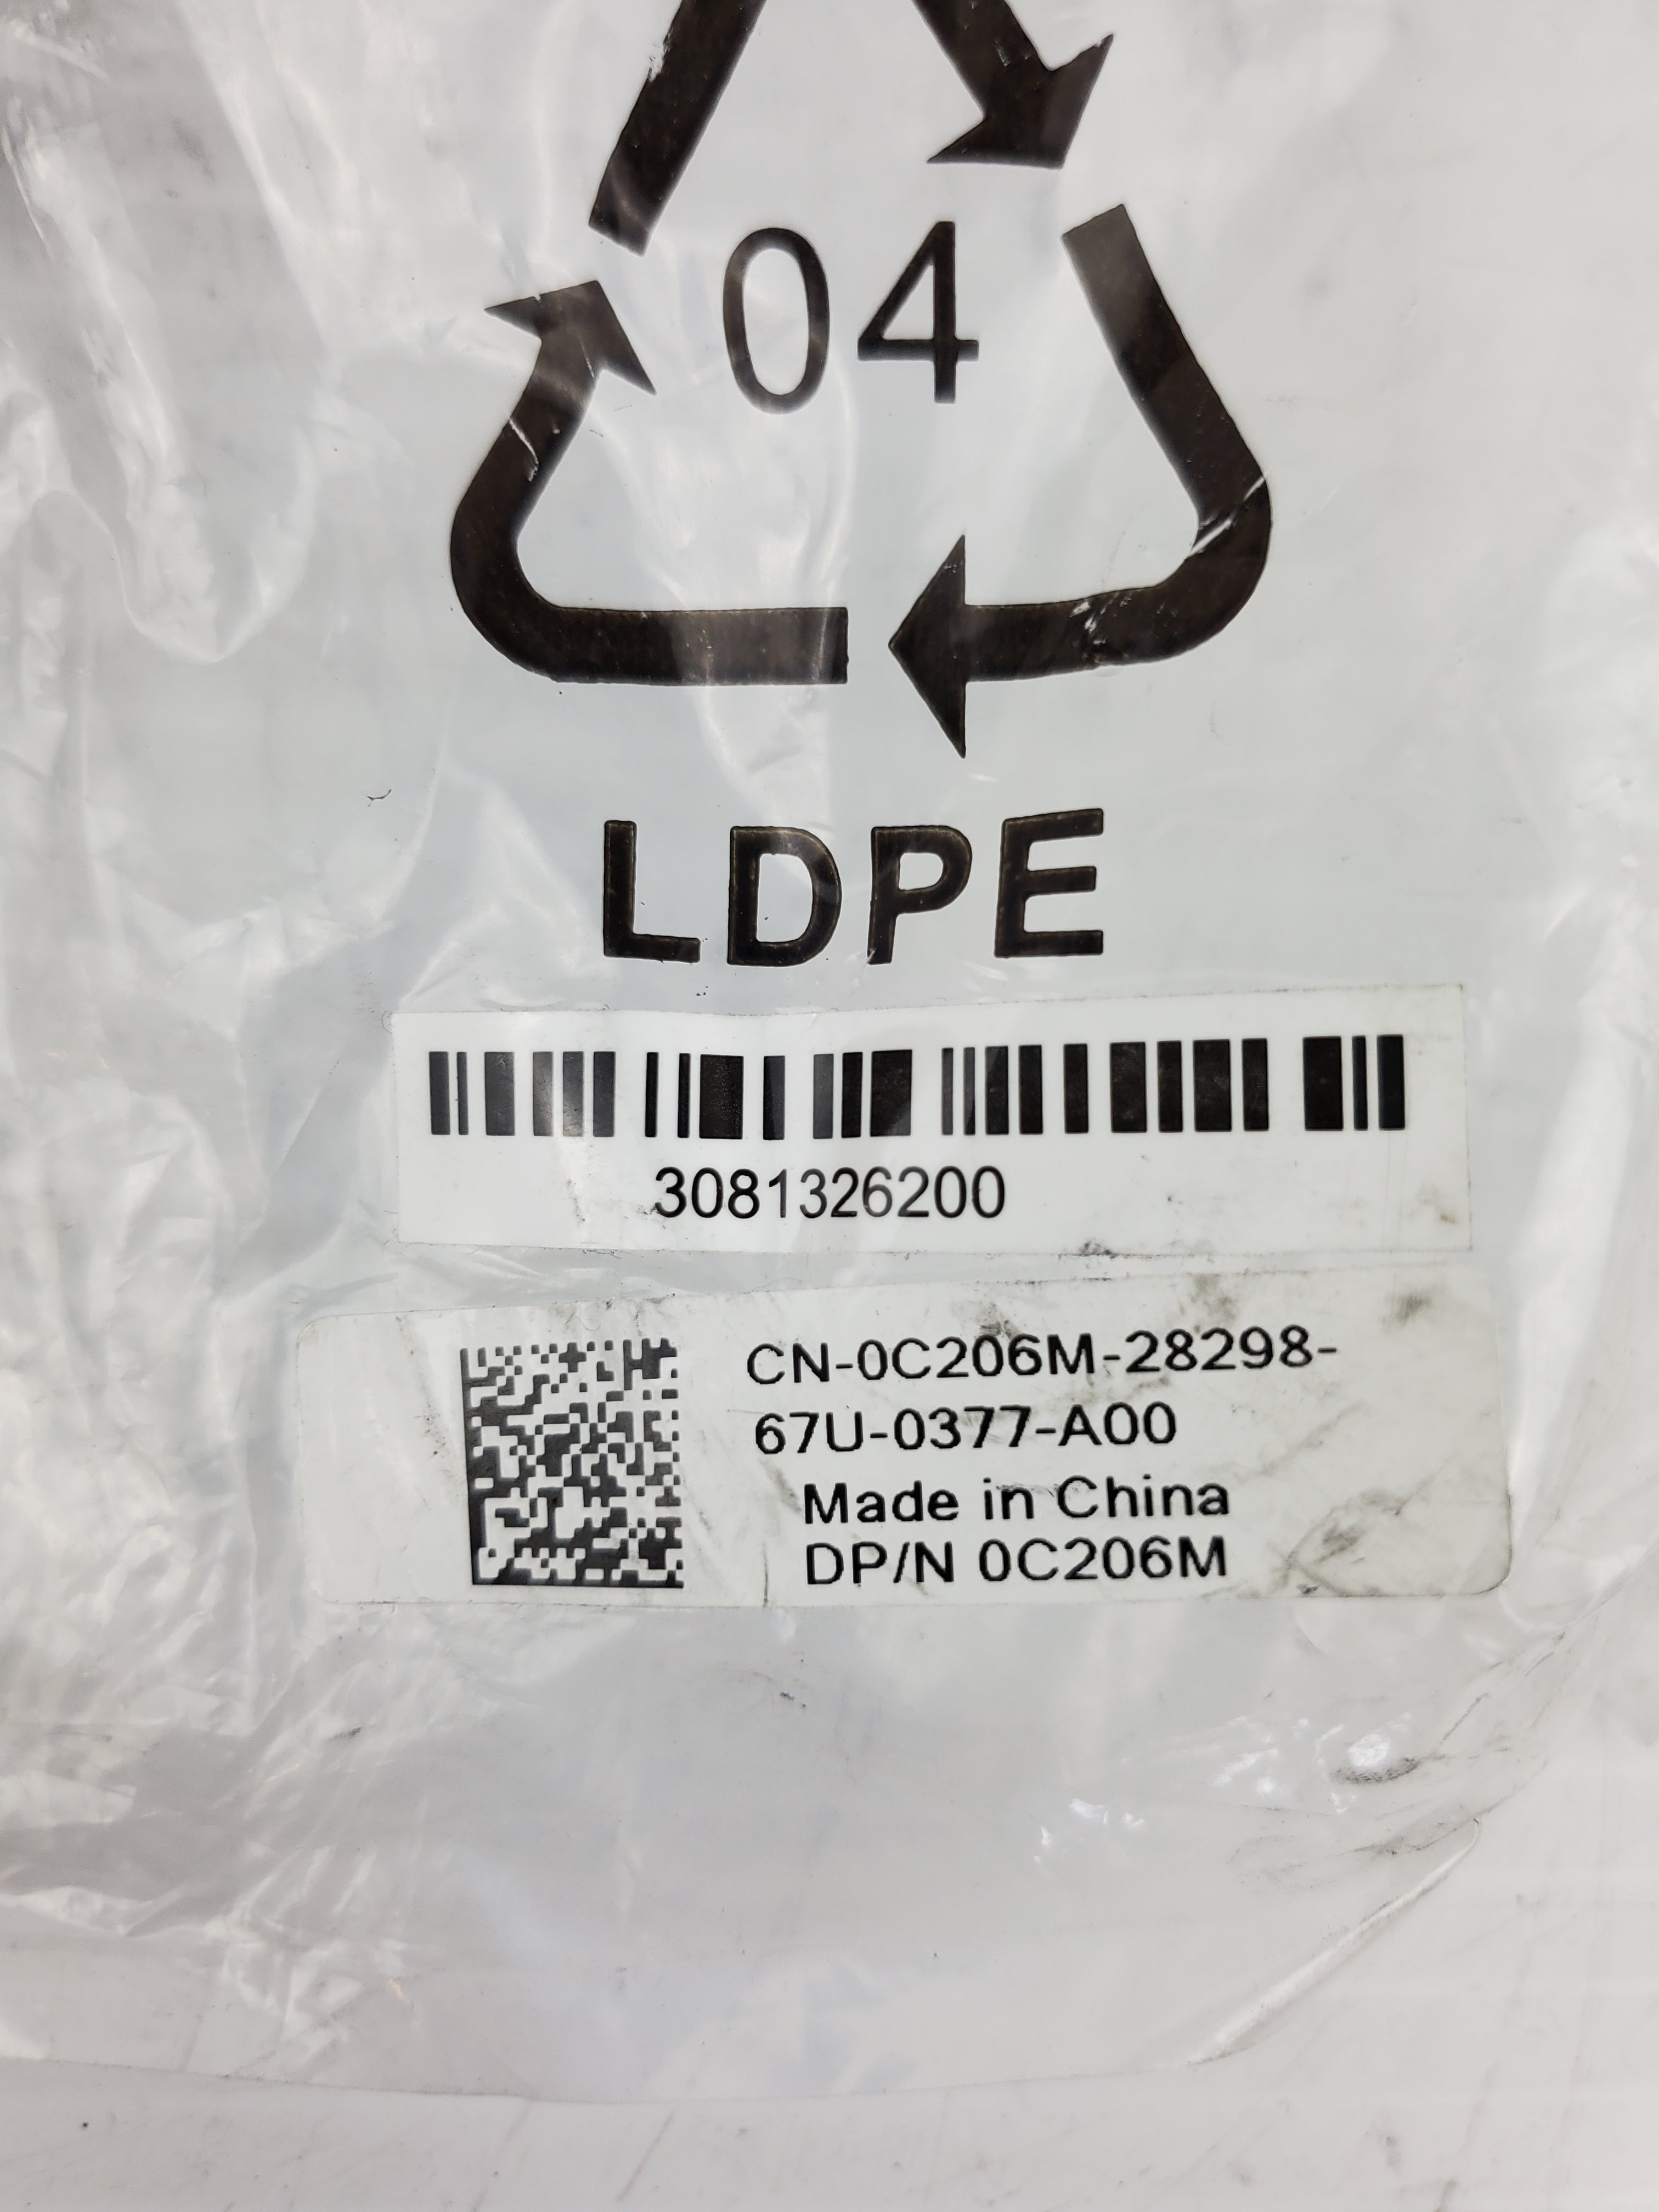 04
LDPE
3081326200
CN-0C206M-28298-
67U-0377-A00
Made in China
DP/N 0C206M